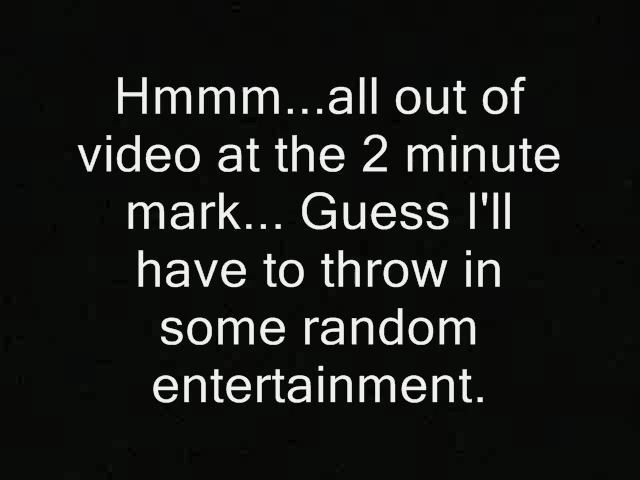 Hmmm...all out of
video at the 2 minute
mark... Guess I'll
have to throw in
some random
entertainment.